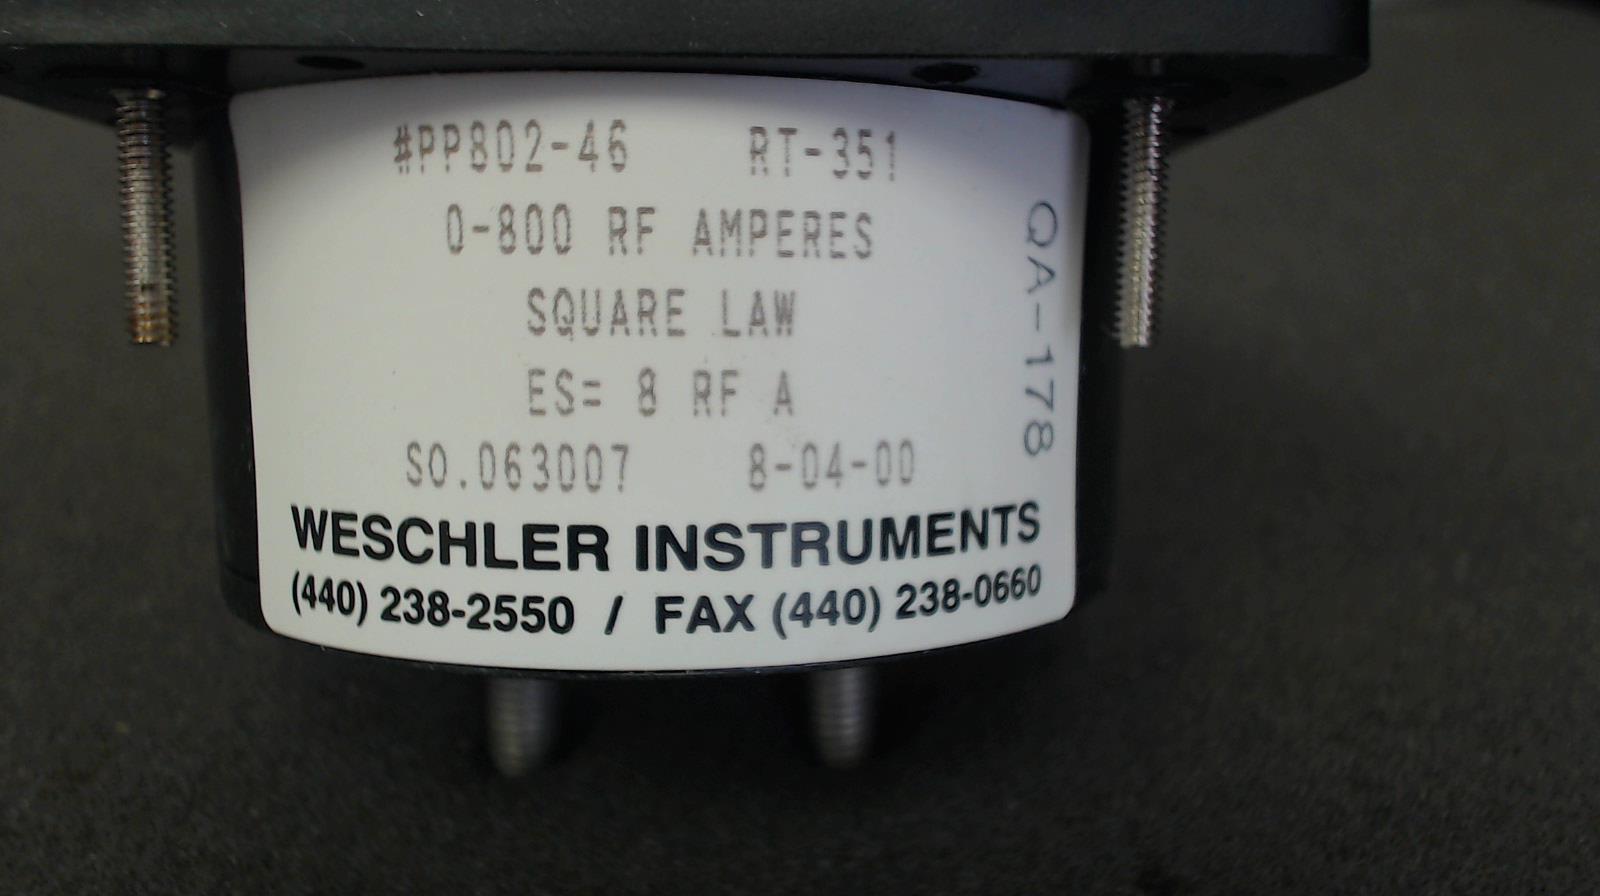 #PP802-46 RT-351
0-800 RF AMPERES
SQUARE LAW
ES= 8 RF A
SO.063007 8-04-00
WESCHLER INSTRUMENTS
(440) 238-2550 / FAX (440) 238-0660
QA-178